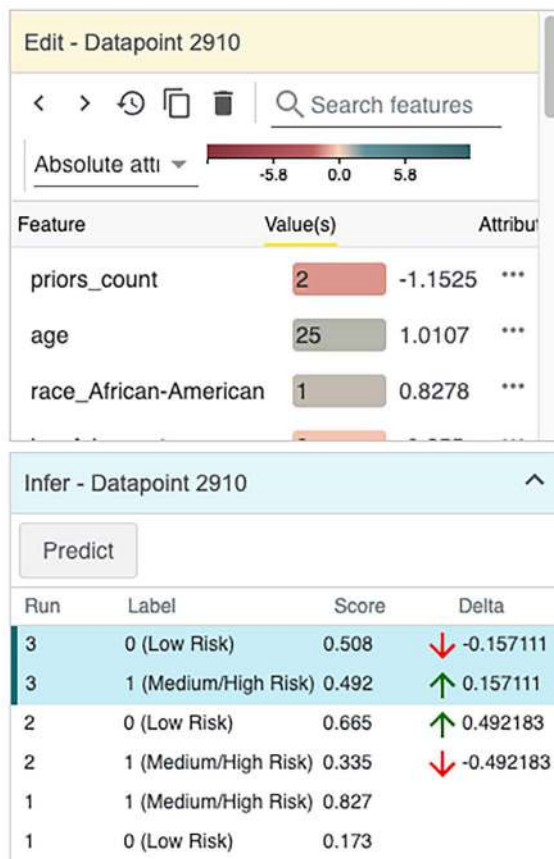 Edit - Datapoint 2910
Search features
Absolute attı
-5.8 0.0 5.8
Feature Value(s) Attribut
priors_count 2 -1.1525
age 25 1.0107
race_African-American 1 0.8278
Infer - Datapoint 2910
Predict
Run Label Score Delta
3 0 (Low Risk) 0.508 -0.157111
3 1 (Medium/High Risk) 0.492 0.157111
2 0 (Low Risk) 0.665 0.492183
2 1 (Medium/High Risk) 0.335 -0.492183
1 1 (Medium/High Risk) 0.827
1 0 (Low Risk) 0.173